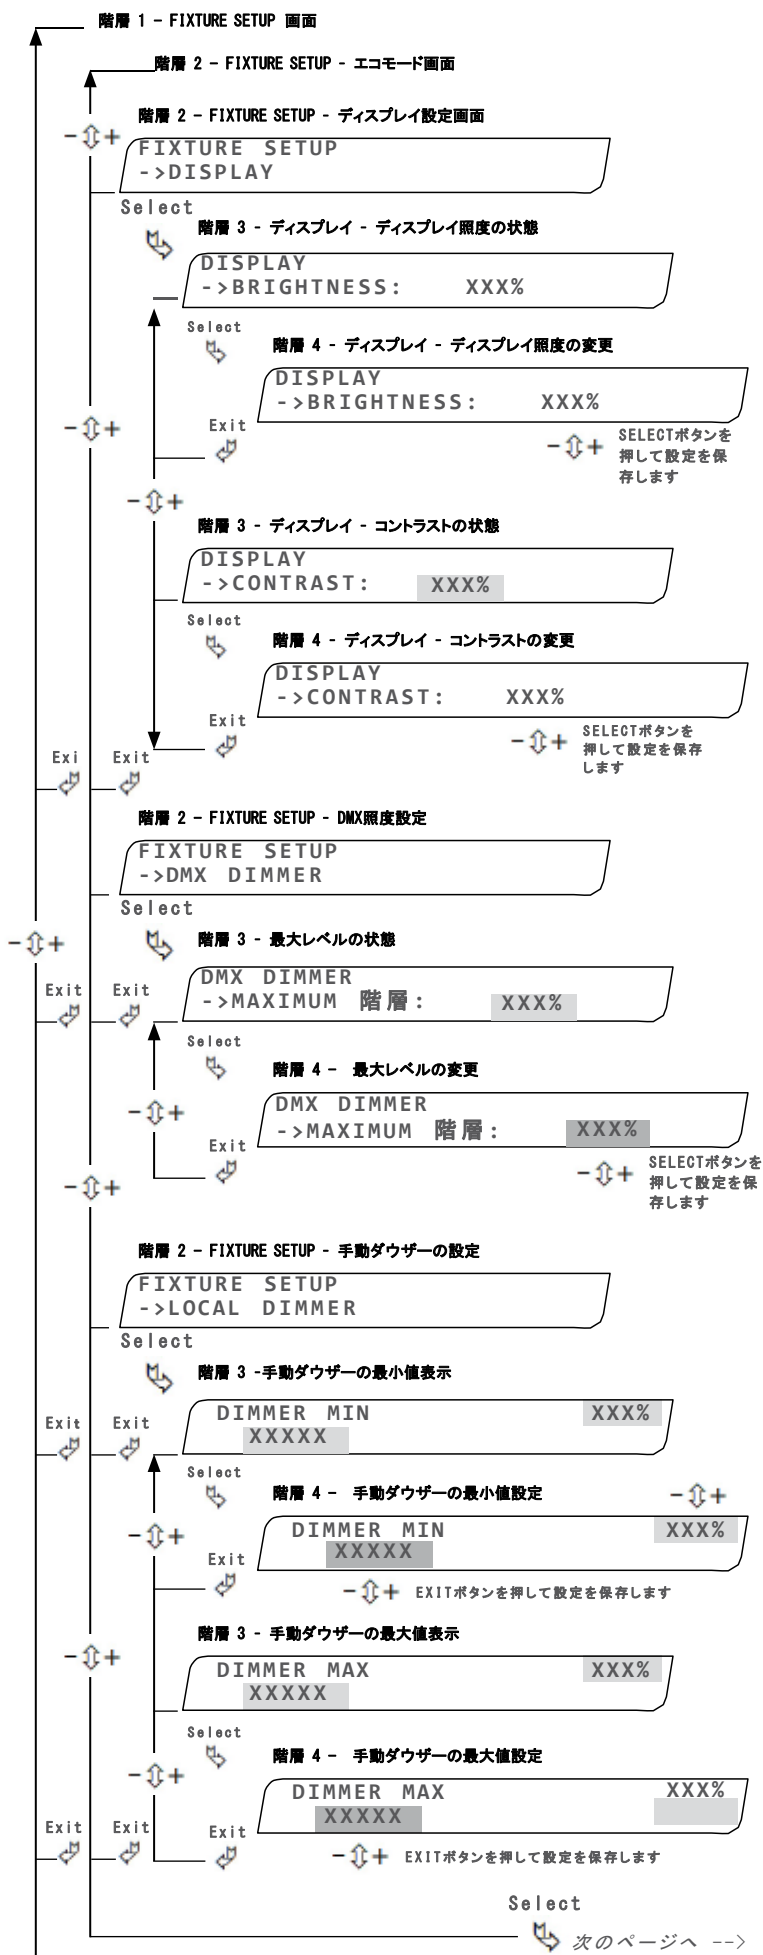 階層 1 - FIXTURE SETUP 画面
階層 2 - FIXTURE SETUP - エコモード画面
階層 2 - FIXTURE SETUP - ディスプレイ設定画面
-⇕+
FIXTURE SETUP
->DISPLAY
Select
階層 3 - ディスプレイ - ディスプレイ照度の状態
DISPLAY
->BRIGHTNESS: XXX%
Select
階層 4 - ディスプレイ - ディスプレイ照度の変更
DISPLAY
->BRIGHTNESS: XXX%
-⇕+
Exit
-⇕+
SELECTボタンを
押して設定を保
存します
-⇕+
階層 3 - ディスプレイ - コントラストの状態
DISPLAY
->CONTRAST: XXX%
Select
階層 4 - ディスプレイ - コントラストの変更
DISPLAY
->CONTRAST: XXX%
Exit
-⇕+
SELECTボタンを
押して設定を保存
します
Exi
Exit
階層 2 - FIXTURE SETUP - DMX照度設定
FIXTURE SETUP
->DMX DIMMER
Select
-⇕+
階層 3 - 最大レベルの状態
Exit
Exit
DMX DIMMER
->MAXIMUM 階層: XXX%
Select
階層 4 - 最大レベルの変更
-⇕+
DMX DIMMER
->MAXIMUM 階層: XXX%
Exit
-⇕+
SELECTボタンを
押して設定を保
存します
-⇕+
階層 2 - FIXTURE SETUP - 手動ダウザーの設定
FIXTURE SETUP
->LOCAL DIMMER
Select
階層 3 -手動ダウザーの最小値表示
Exit
Exit
DIMMER MIN XXX%
XXXXX
Select
階層 4 - 手動ダウザーの最小値設定
-⇕+
-⇕+
DIMMER MIN XXX%
XXXXX
Exit
-⇕+ EXITボタンを押して設定を保存します
階層 3 - 手動ダウザーの最大値表示
-⇕+
DIMMER MAX XXX%
XXXXX
Select
階層 4 - 手動ダウザーの最大値設定
-⇕+
DIMMER MAX XXX%
XXXXX
Exit
Exit
Exit
-⇕+ EXITボタンを押して設定を保存します
Select
次のページへ -->